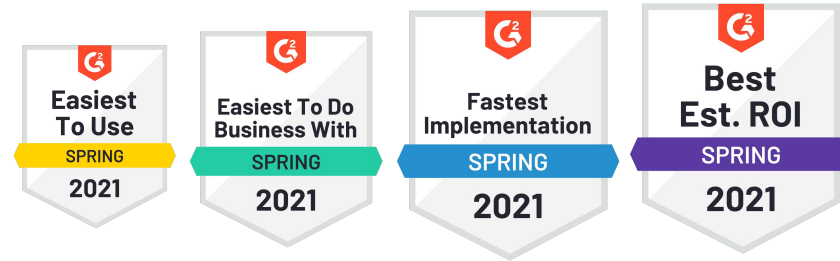 G2
Easiest
To Use
SPRING
2021
G2
Easiest To Do
Business With
SPRING
2021
G2
Fastest
Implementation
SPRING
2021
G2
Best
Est. ROI
SPRING
2021